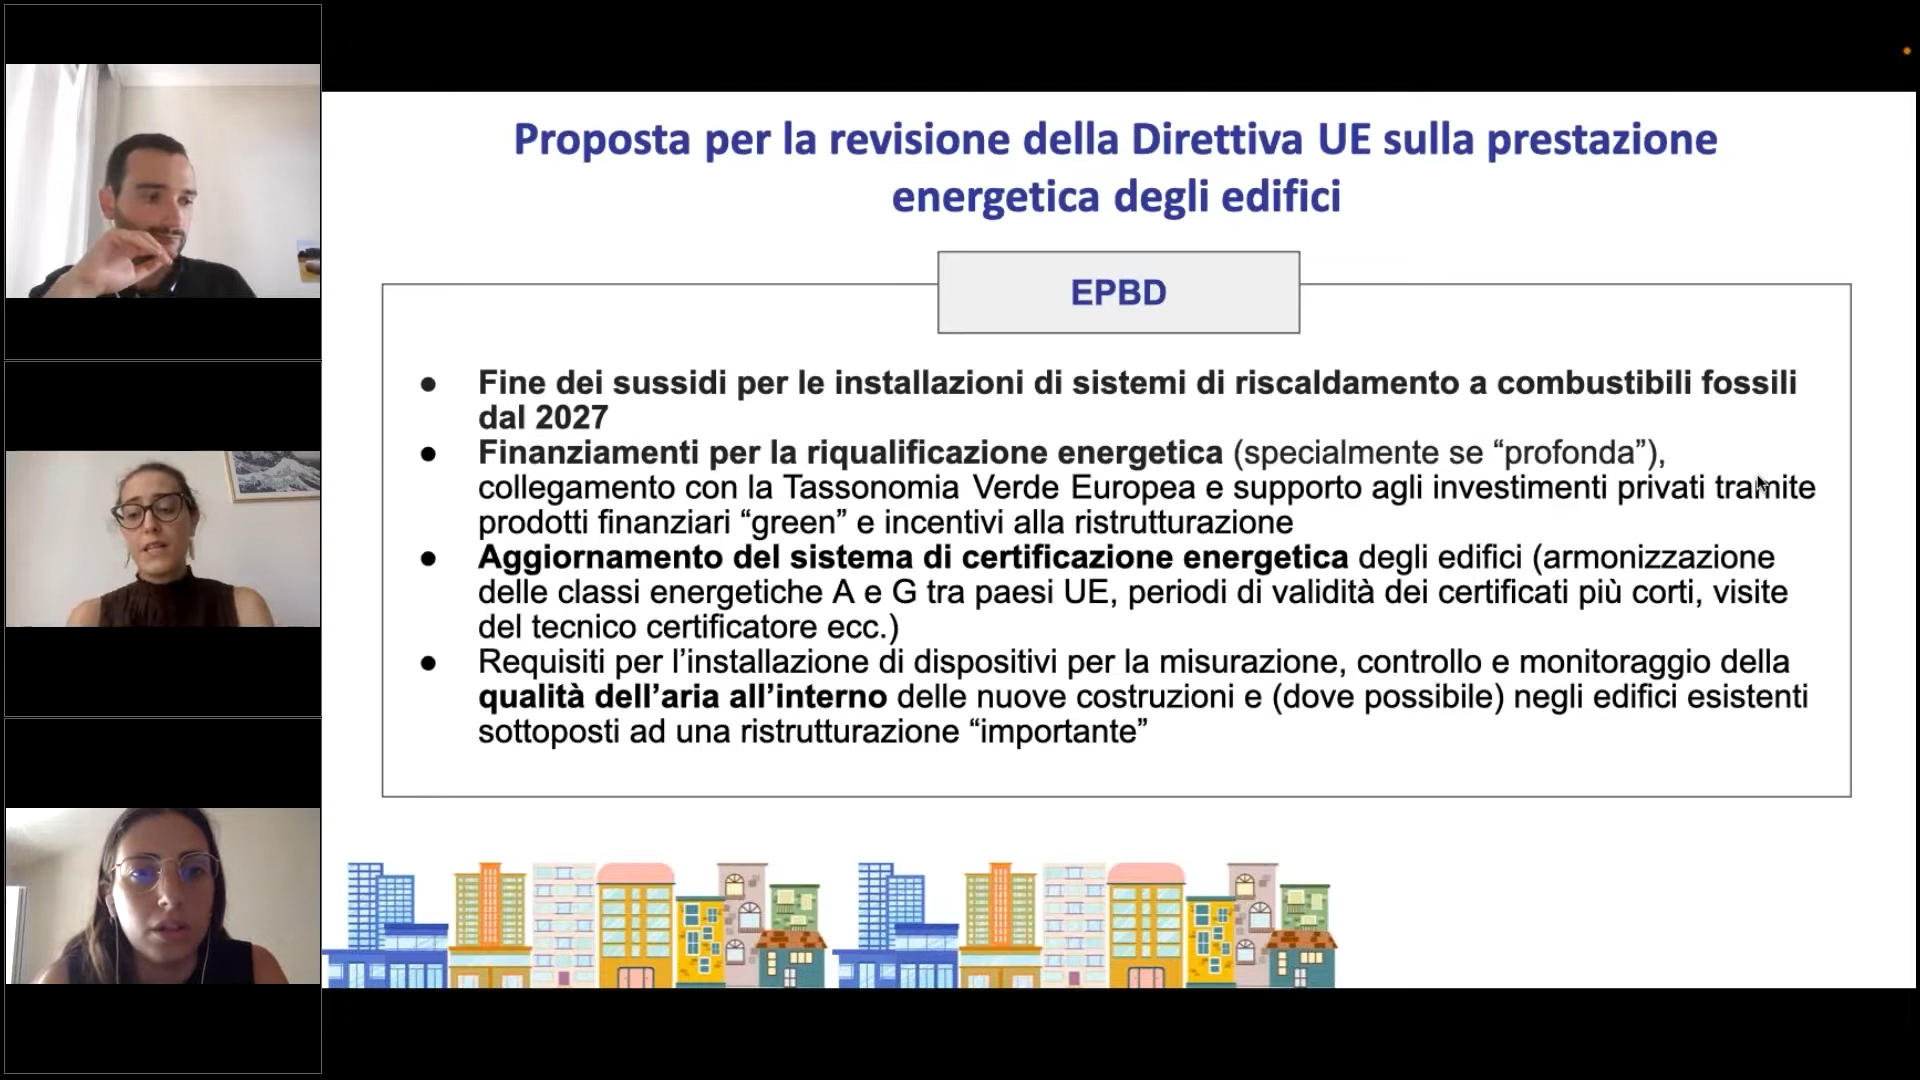 Proposta per la revisione della Direttiva UE sulla prestazione
energetica degli edifici
EPBD
● Fine dei sussidi per le installazioni di sistemi di riscaldamento a combustibili fossili
dal 2027
● Finanziamenti per la riqualificazione energetica (specialmente se “profonda”),
collegamento con la Tassonomia Verde Europea e supporto agli investimenti privati tramite
prodotti finanziari “green” e incentivi alla ristrutturazione
● Aggiornamento del sistema di certificazione energetica degli edifici (armonizzazione
delle classi energetiche A e G tra paesi UE, periodi di validità dei certificati più corti, visite
del tecnico certificatore ecc.)
● Requisiti per l’installazione di dispositivi per la misurazione, controllo e monitoraggio della
qualità dell’aria all’interno delle nuove costruzioni e (dove possibile) negli edifici esistenti
sottoposti ad una ristrutturazione “importante”